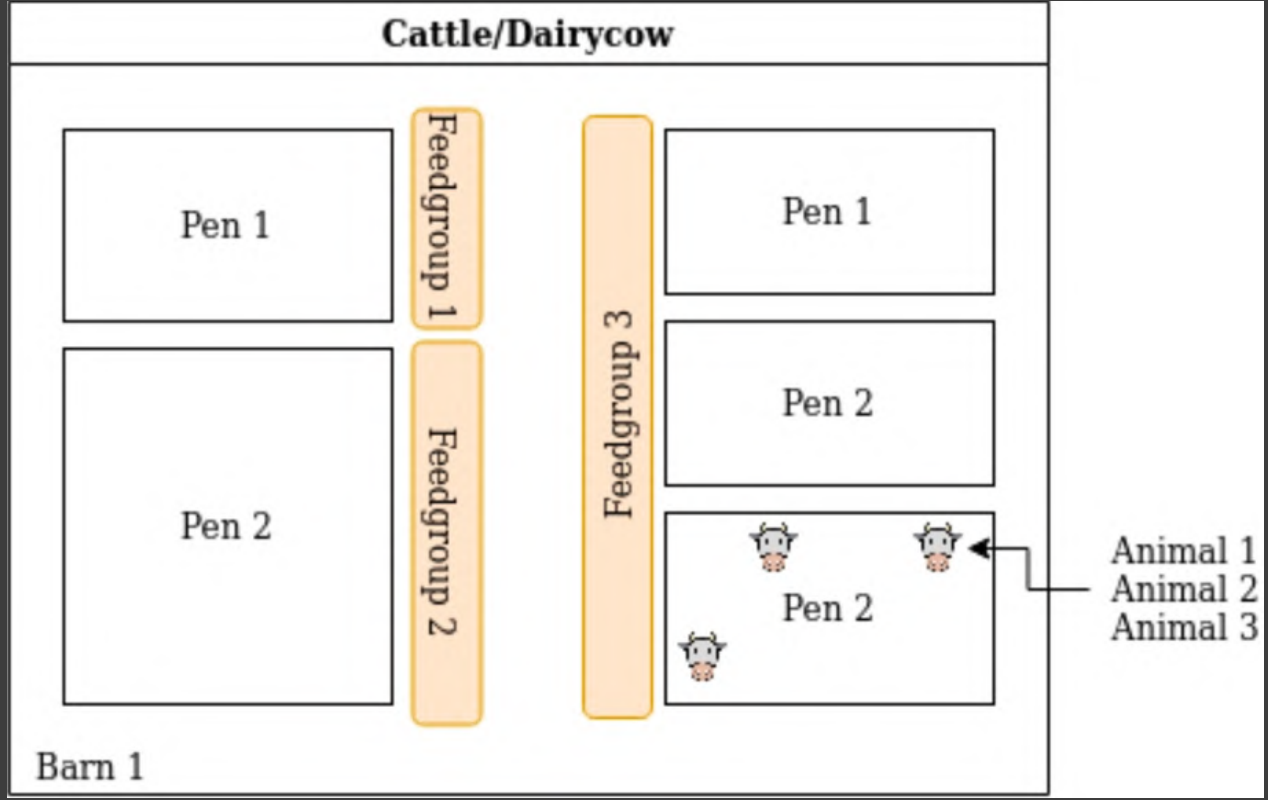 Cattle/Dairycow
Pen 1
Feedgroup 1
Pen 2
Feedgroup 2
Feedgroup 3
Pen 1
Pen 2
Pen 2
Animal 1
Animal 2
Animal 3
Barn 1